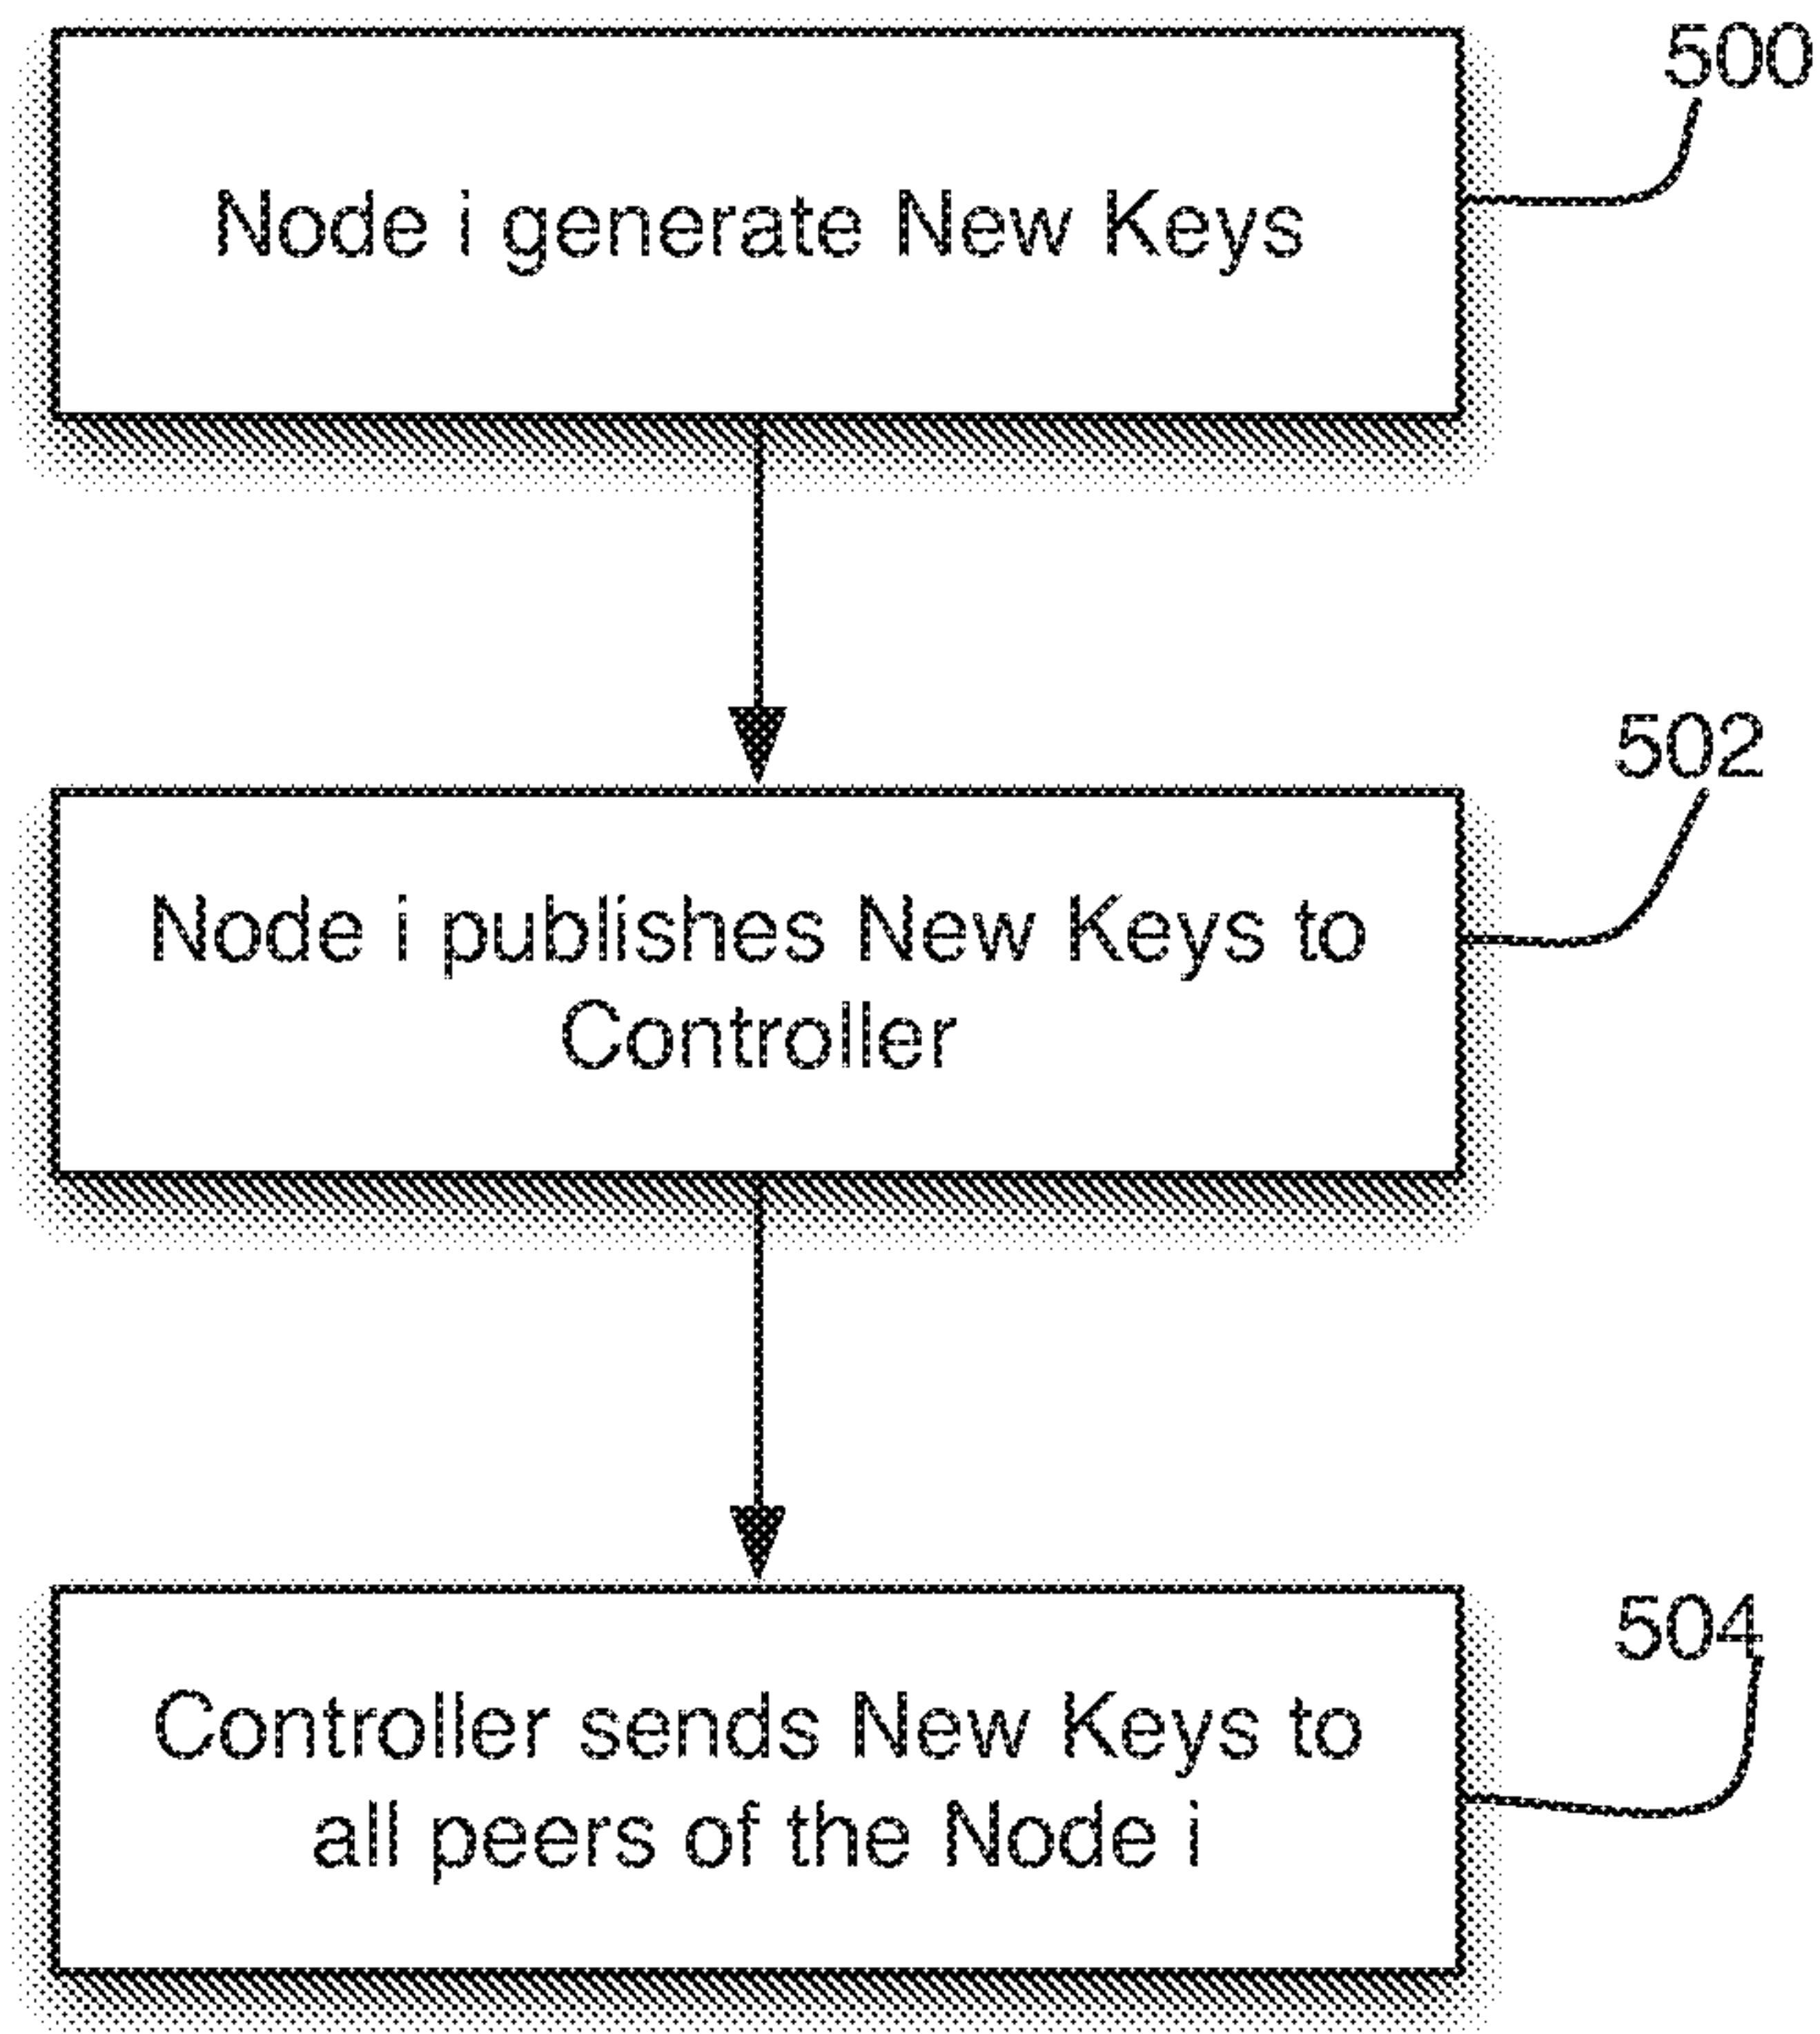 500
Node i generate New Keys
502
Node i publishes New Keys to
Controller
504
Controller sends New Keys to
all peers of the Node i